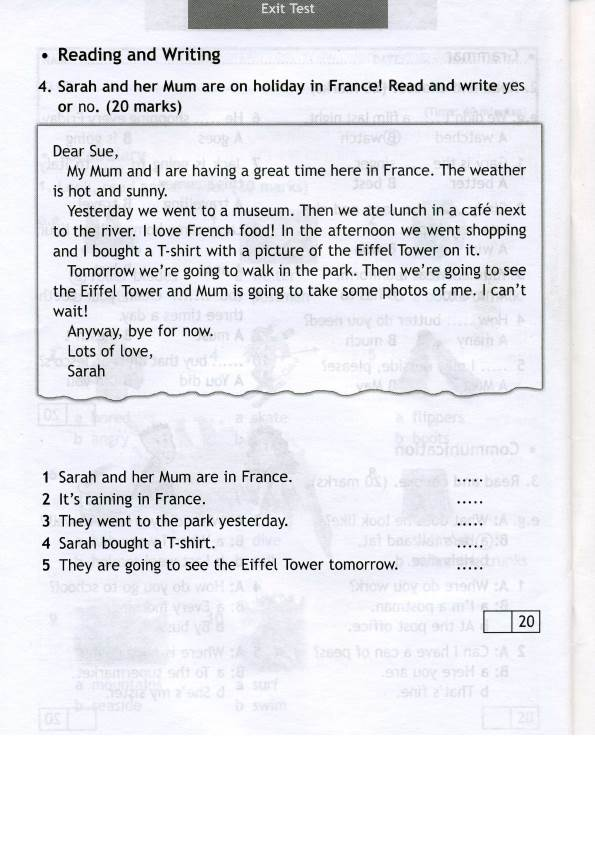 Exit Test
• Reading and Writing
4. Sarah and her Mum are on holiday in France! Read and write yes
or no. (20 marks)
Dear Sue,
My Mum and I are having a great time here in France. The weather
is hot and sunny.
Yesterday we went to a museum. Then we ate lunch in a café next
to the river. I love French food! In the afternoon we went shopping
and I bought a T-shirt with a picture of the Eiffel Tower on it.
Tomorrow we're going to walk in the park. Then we're going to see
the Eiffel Tower and Mum is going to take some photos of me. I can't
wait!
Anyway, bye for now.
Lots of love,
Sarah
1 Sarah and her Mum are in France. .....
2 It's raining in France. .....
3 They went to the park yesterday. .....
4 Sarah bought a T-shirt. .....
5 They are going to see the Eiffel Tower tomorrow. .....
20